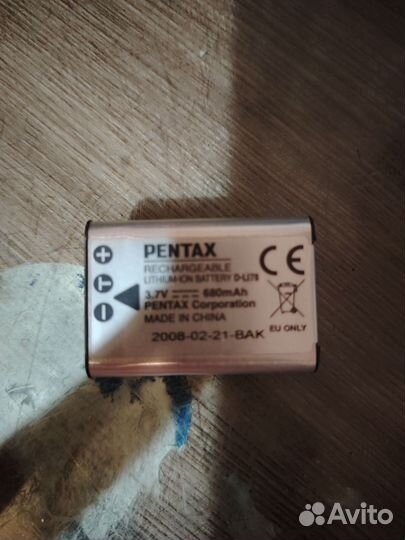 PENTAX
RECHARGEABLE
LITHIUM-ION BATTERY D-LI78
3.7V 680mAh
PENTAX Corporation
MADE IN CHINA
2008-02-21-BAK
+
T
-
CE
EU ONLY
Avito